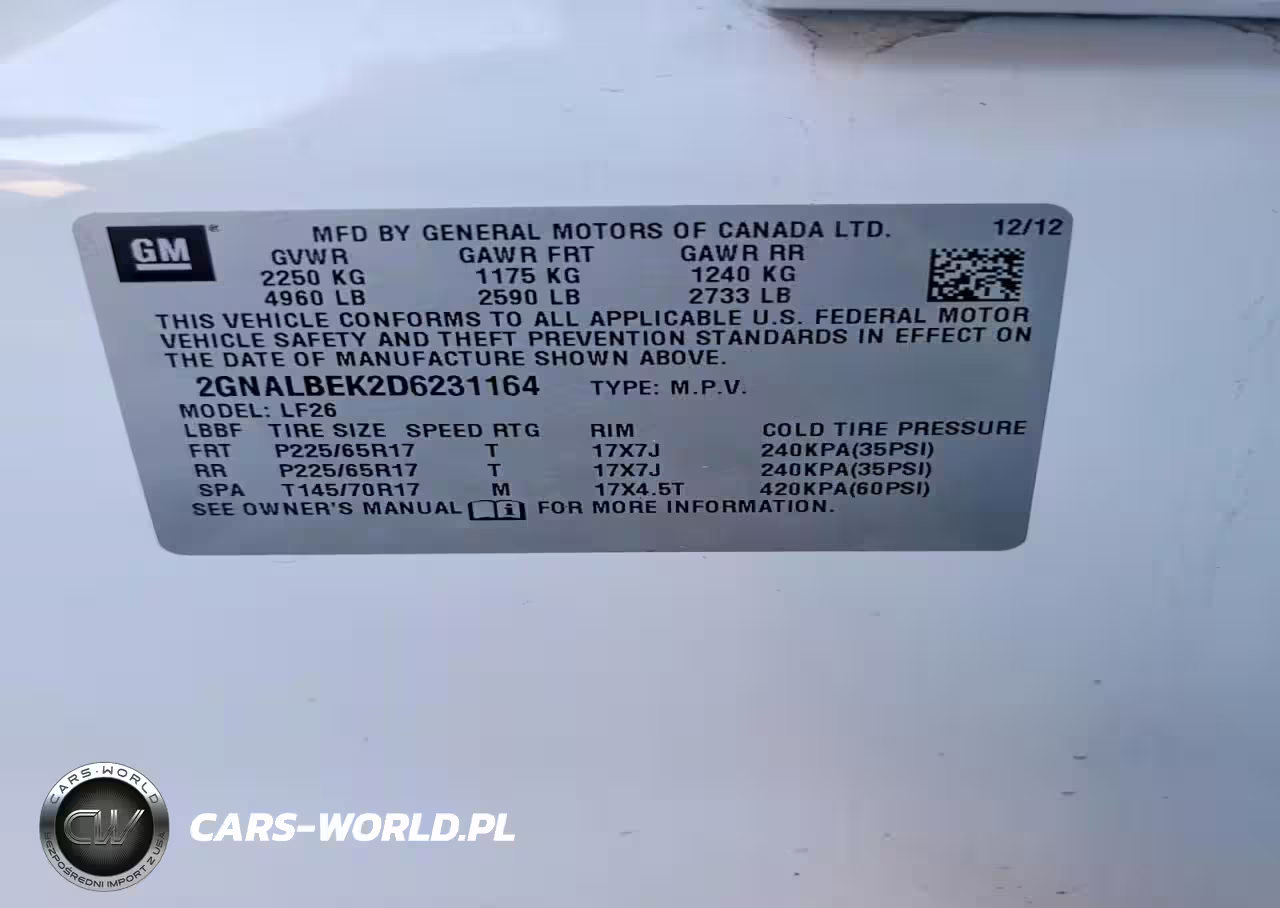 GM ®
MFD BY GENERAL MOTORS OF CANADA LTD. 12/12
GVWR GAWR FRT GAWR RR
2250 KG 1175 KG 1240 KG
4960 LB 2590 LB 2733 LB
THIS VEHICLE CONFORMS TO ALL APPLICABLE U.S. FEDERAL MOTOR
VEHICLE SAFETY AND THEFT PREVENTION STANDARDS IN EFFECT ON
THE DATE OF MANUFACTURE SHOWN ABOVE.
2GNALBEK2D6231164 TYPE: M.P.V.
MODEL: LF26
LBBF TIRE SIZE SPEED RTG RIM COLD TIRE PRESSURE
FRT P225/65R17 T 17X7J 240KPA(35PSI)
RR P225/65R17 T 17X7J 240KPA(35PSI)
SPA T145/70R17 M 17X4.5T 420KPA(60PSI)
SEE OWNER'S MANUAL i FOR MORE INFORMATION.
CARS-WORLD
CW
BEZPOŚREDNI IMPORT Z USA
CARS-WORLD.PL